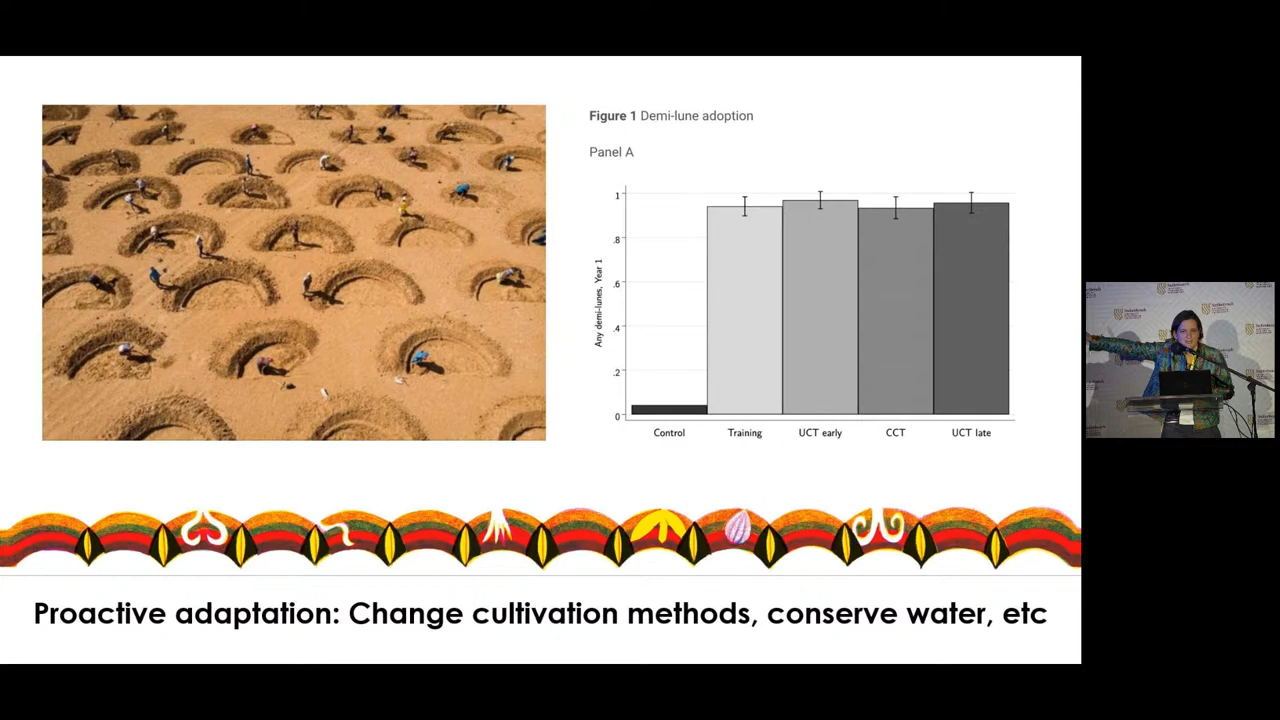 Figure 1 Demi-lune adoption
Panel A
Any demi-lunes, Year 1
1
.8
.6
.4
.2
0
Control
Training
UCT early
CCT
UCT late
Proactive adaptation: Change cultivation methods, conserve water, etc